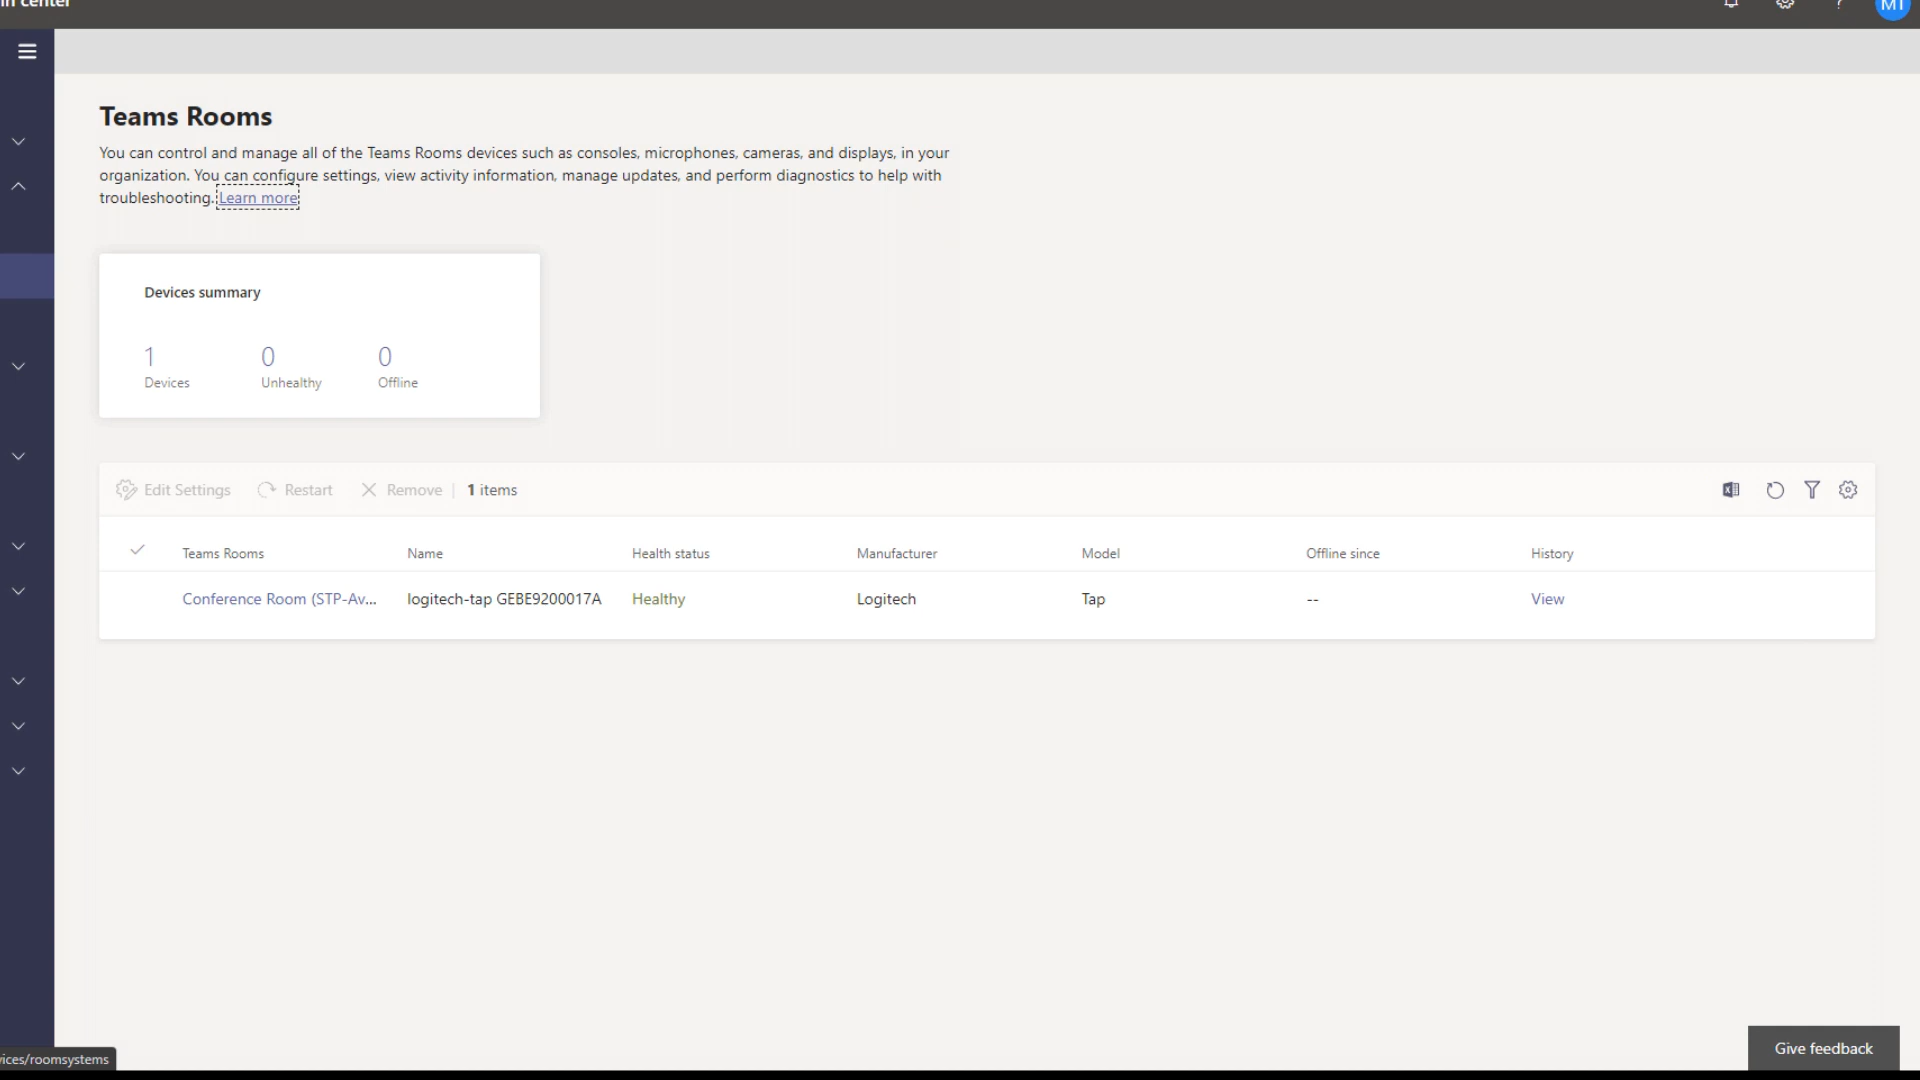 in center
?
MT
Teams Rooms
You can control and manage all of the Teams Rooms devices such as consoles, microphones, cameras, and displays, in your
organization. You can configure settings, view activity information, manage updates, and perform diagnostics to help with
troubleshooting. Learn more
Devices summary
1 0 0
Devices Unhealthy Offline
Edit Settings Restart Remove | 1 items
Teams Rooms Name Health status Manufacturer Model Offline since History
Conference Room (STP-Av... logitech-tap GEBE9200017A Healthy Logitech Tap -- View
vices/roomsystems
Give feedback